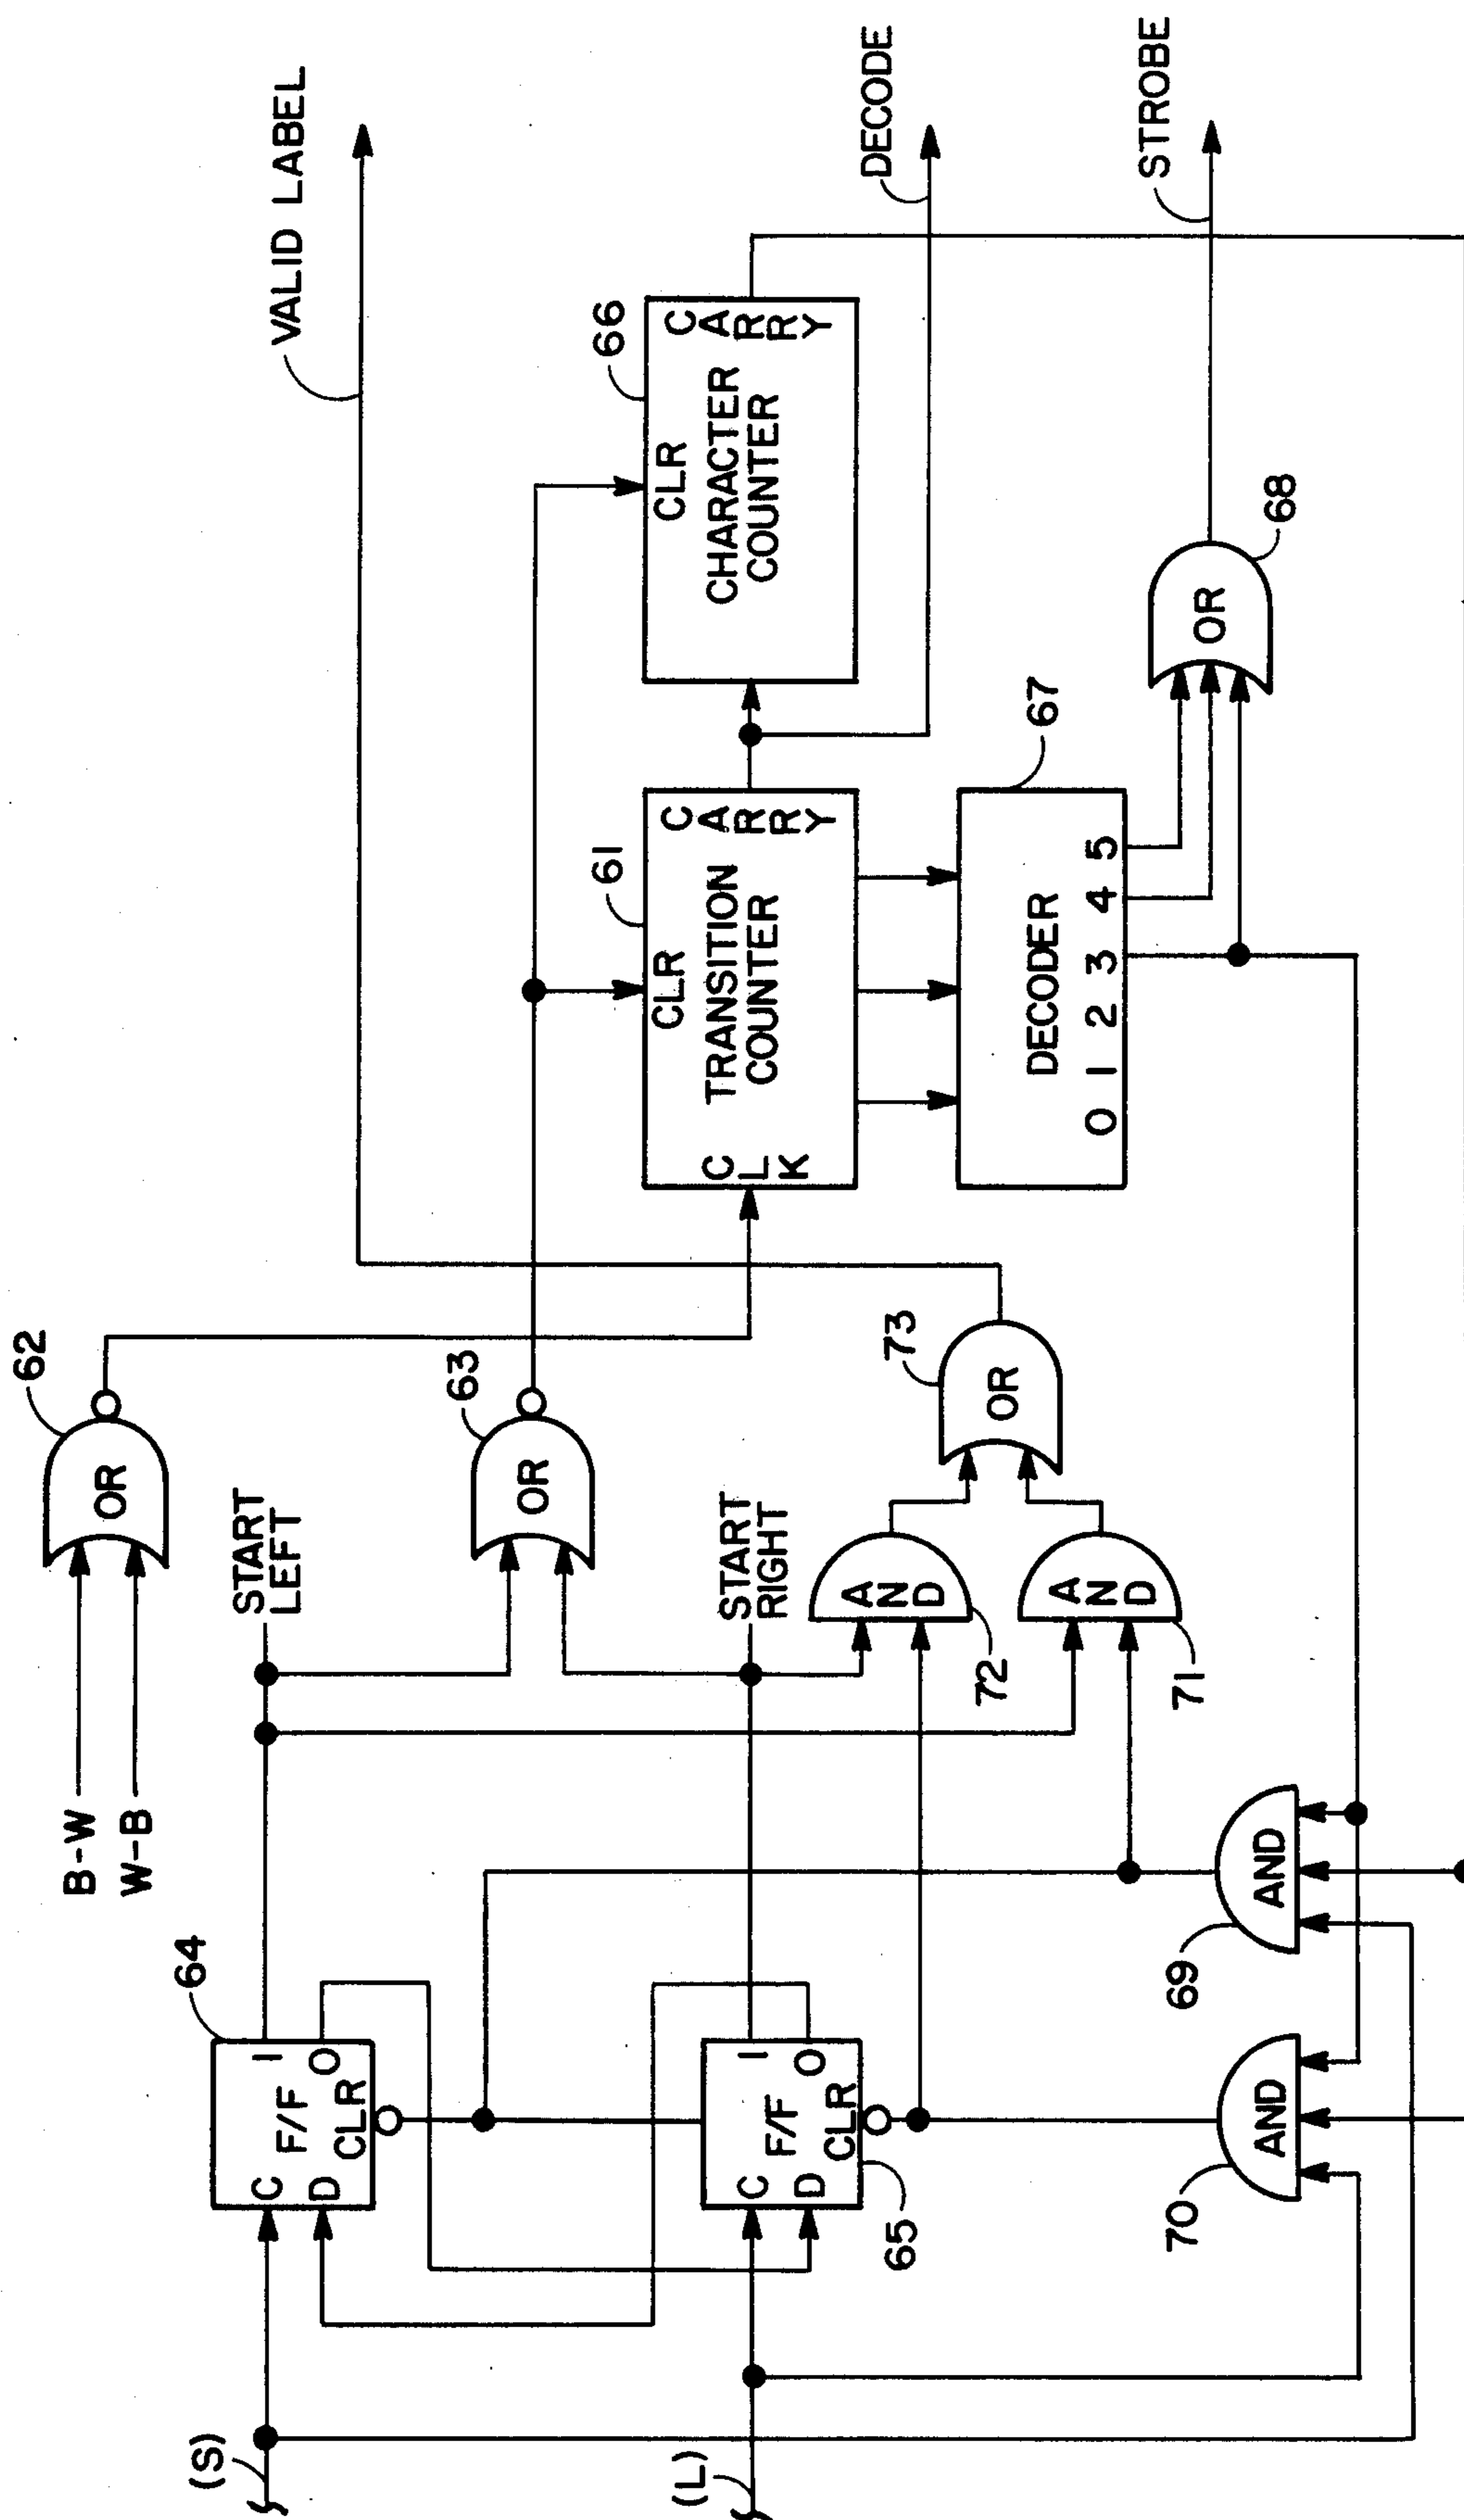 62
B-W
W-B
OR
START
LEFT
VALID LABEL
63
OR
64
C
D
F/F
CLR
1
0
(S)
START
RIGHT
61
CLR
TRANSITION
COUNTER
CLK
CARRY
66
CLR
CHARACTER
COUNTER
CARRY
DECODE
(L)
C
D
F/F
CLR
1
0
65
AND
72
AND
71
73
OR
67
DECODER
0 1 2 3 4 5
OR
68
STROBE
70
AND
69
AND